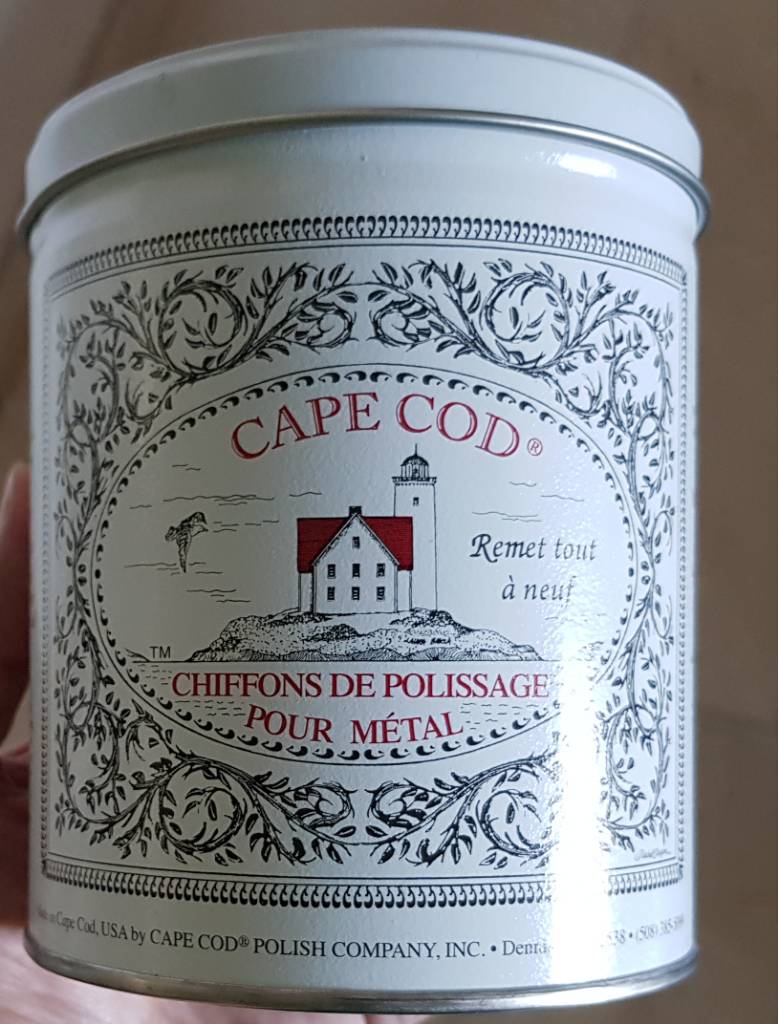 CAPE COD®
Remet tout
à neuf
TM
CHIFFONS DE POLISSAGE
POUR MÉTAL
Cape Cod, USA by CAPE COD® POLISH COMPANY, INC. • (508)